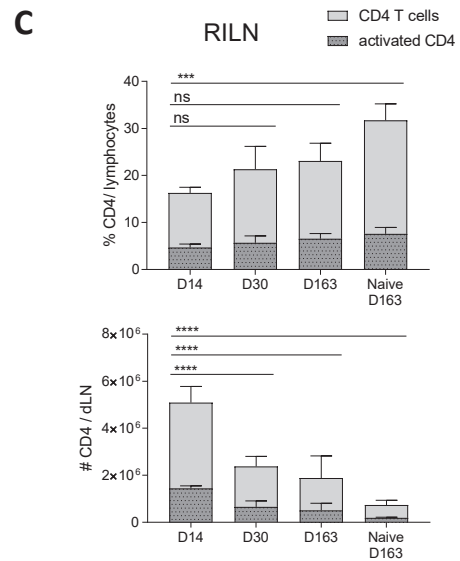 C
RILN
CD4 T cells
activated CD4
% CD4/ lymphocytes
40
30
20
10
0
***
ns
ns
D14
D30
D163
Naive
D163
# CD4 / dLN
8×10⁶
6×10⁶
4×10⁶
2×10⁶
0
****
****
****
D14
D30
D163
Naive
D163